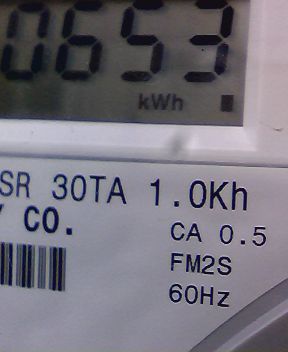 0653
kWh
SR 30TA 1.0Kh
CO.
CA 0.5
FM2S
60Hz